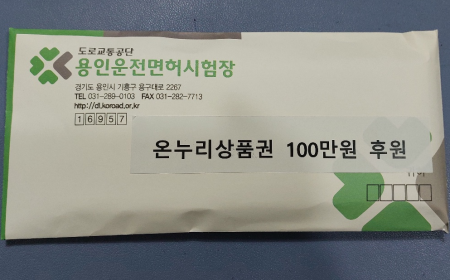 도로교통공단
용인운전면허시험장
경기도 용인시 기흥구 용구대로 2267
TEL 031-289-0103 FAX 031-282-7713
http://dl.koroad.or.kr
16957
온누리상품권 100만원 후원